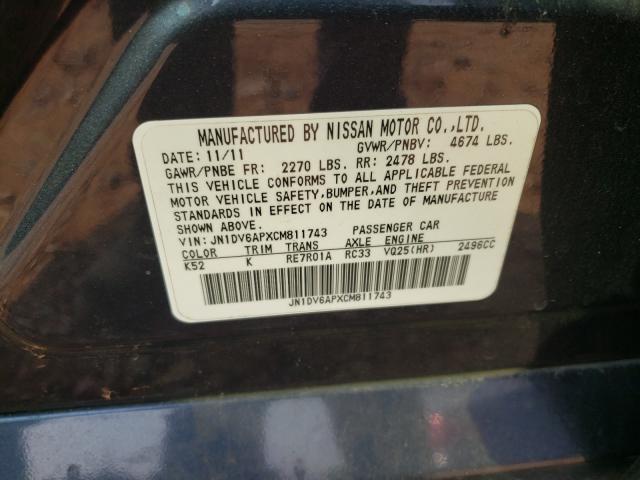 MANUFACTURED BY NISSAN MOTOR CO.,LTD.
DATE: 11/11 GVWR/PNBV: 4674 LBS.
GAWR/PNBE FR: 2270 LBS. RR: 2478 LBS.
THIS VEHICLE CONFORMS TO ALL APPLICABLE FEDERAL
MOTOR VEHICLE SAFETY,BUMPER,AND THEFT PREVENTION
STANDARDS IN EFFECT ON THE DATE OF MANUFACTURE
SHOWN ABOVE.
VIN: JN1DV6APXCM811743 PASSENGER CAR
COLOR TRIM TRANS AXLE ENGINE
K52 K RE7R01A RC33 VQ25(HR) 2496CC
JN1DV6APXCM811743